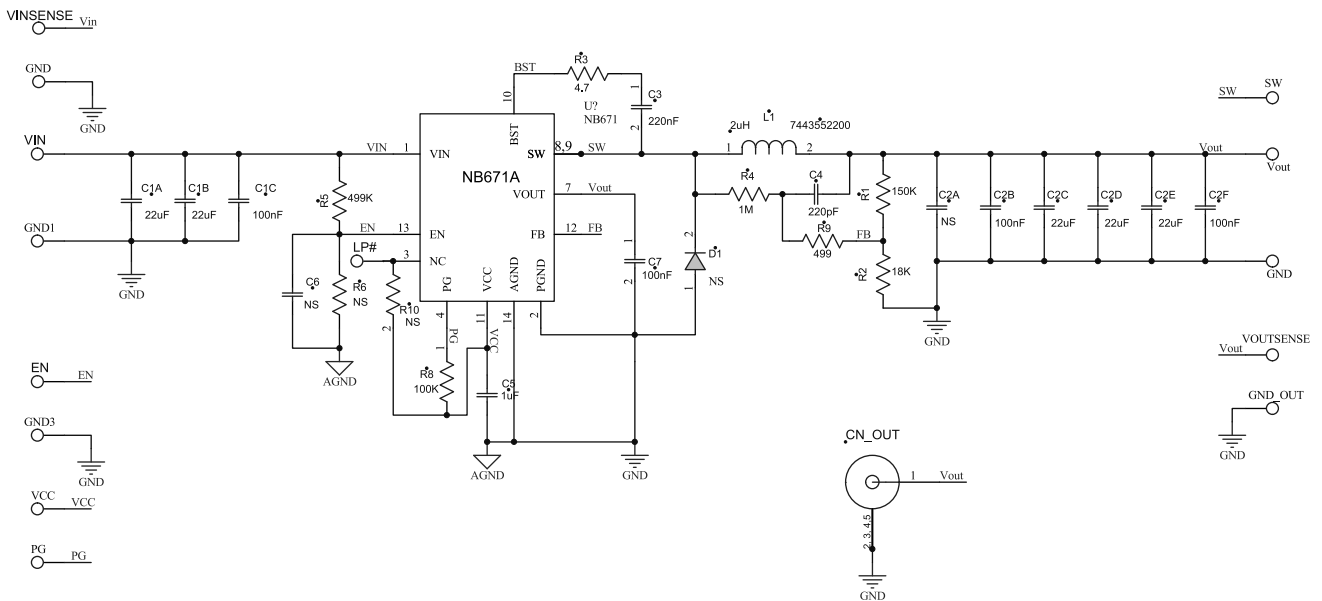 VINSENSE
Vin
GND
GND
VIN
GND1
GND
C1A
22uF
C1B
22uF
C1C
100nF
VIN
1
R5
499K
EN
13
LP#
3
C6
NS
R6
NS
AGND
R10
NS
2
VIN
BST
SW
NB671A
VOUT
EN
FB
NC
PG
VCC
AGND
PGND
BST
10
R3
4.7
U?
NB671
1
C3
2
220nF
8,9
SW
7
Vout
12
FB
4
PG
1
R8
100K
11
VCC
14
2
C5
1uF
AGND
GND
1
C7
100nF
2
2uH
L1
7443552200
1
2
R4
1M
C4
220pF
R9
499
FB
R1
150K
R2
18K
2
D1
NS
1
C2A
NS
C2B
100nF
C2C
22uF
C2D
22uF
C2E
22uF
C2F
100nF
GND
SW
SW
Vout
Vout
GND
VOUTSENSE
Vout
GND_OUT
GND
EN
EN
GND3
GND
VCC
VCC
PG
PG
CN_OUT
1
Vout
2, 3, 4,5
GND